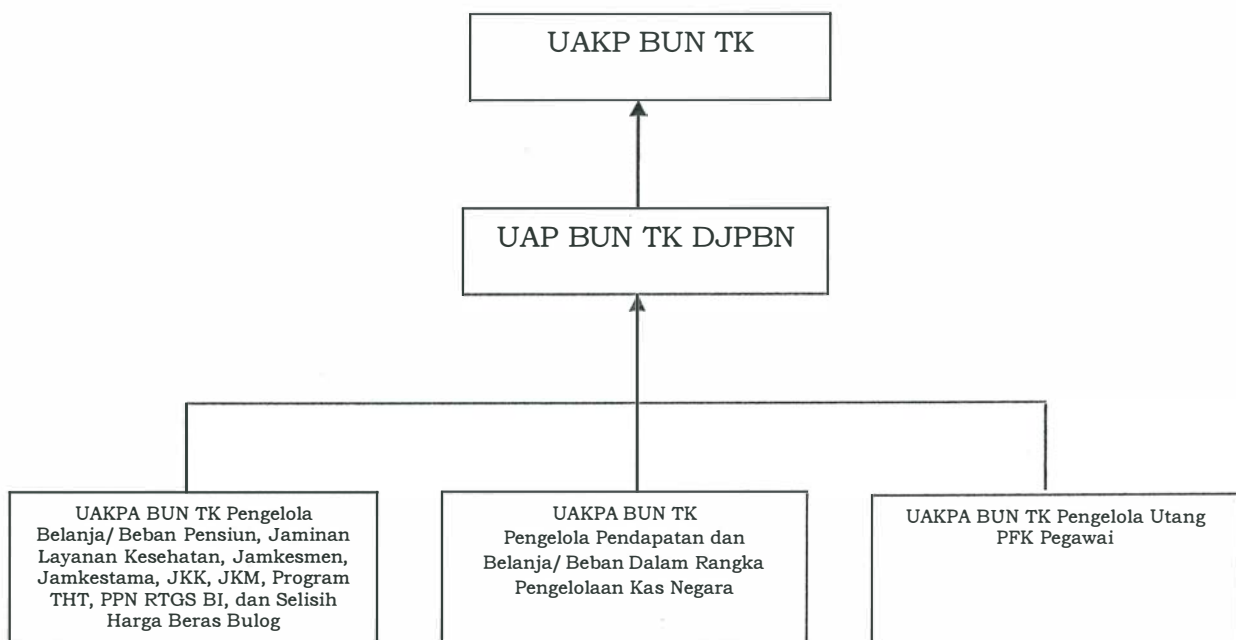 UAKP BUN TK
UAP BUN TK DJPBN
UAKPA BUN TK Pengelola
Belanja/ Beban Pensiun, Jaminan
Layanan Kesehatan, Jamkesmen,
Jamkestama, JKK, JKM, Program
THT, PPN RTGS BI, dan Selisih
Harga Beras Bulog
UAKPA BUN TK
Pengelola Pendapatan dan
Belanja/ Beban Dalam Rangka
Pengelolaan Kas Negara
UAKPA BUN TK Pengelola Utang
PFK Pegawai